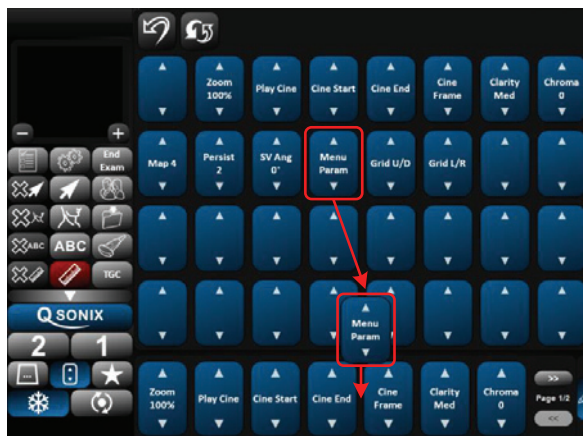 Zoom
100%
Play Cine
Cine Start
Cine End
Cine
Frame
Clarity
Med
Chroma
0
Map 4
Persist
2
SV Ang
0°
Menu
Param
Grid U/D
Grid L/R
End
Exam
ABC
ABC
TGC
QSONIX
2
1
Menu
Param
Zoom
100%
Play Cine
Cine Start
Cine End
Cine
Frame
Clarity
Med
Chroma
0
>>
Page 1/2
<<